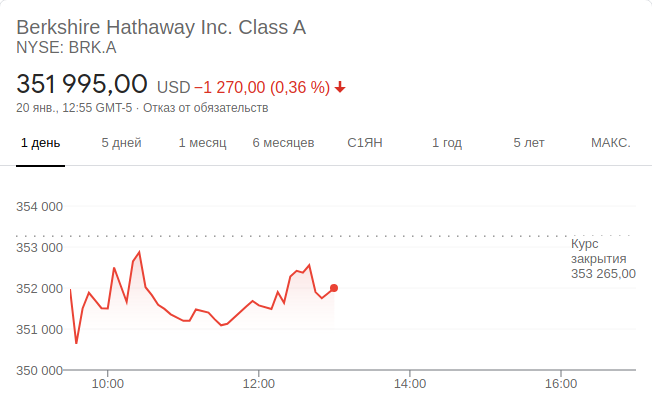 Berkshire Hathaway Inc. Class A
NYSE: BRK.A
351 995,00 USD −1 270,00 (0,36 %)
20 янв., 12:55 GMT-5 · Отказ от обязательств
1 день 5 дней 1 месяц 6 месяцев С1ЯН 1 год 5 лет МАКС.
354 000
353 000
352 000
351 000
350 000
Курс
закрытия
353 265,00
10:00 12:00 14:00 16:00